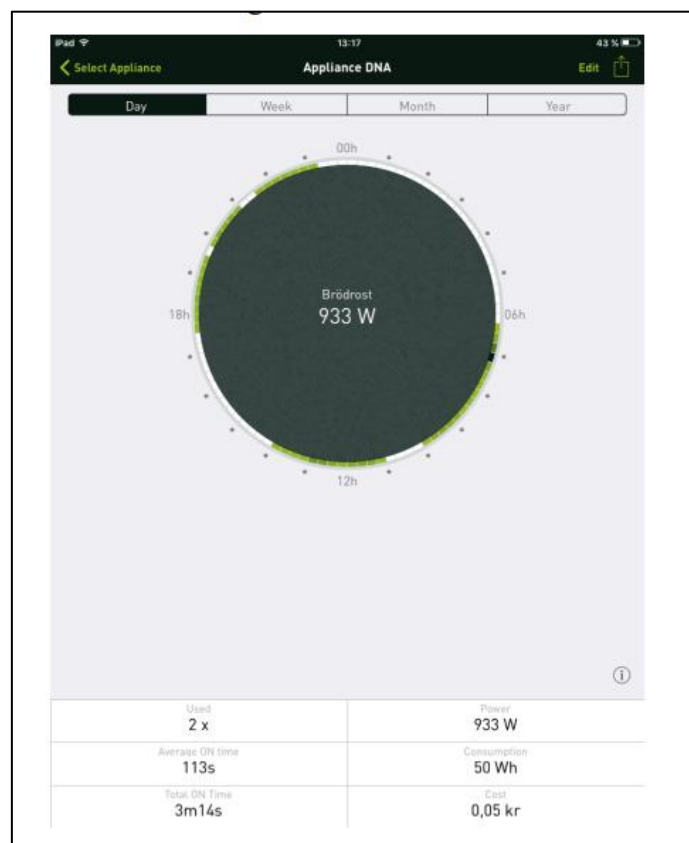 iPad 13:17 43 %
Select Appliance Appliance DNA Edit
Day Week Month Year
00h
18h 06h
Brödrost
933 W
12h
Used Power
2 x 933 W
Average ON time Consumption
113s 50 Wh
Total ON Time Cost
3m14s 0,05 kr